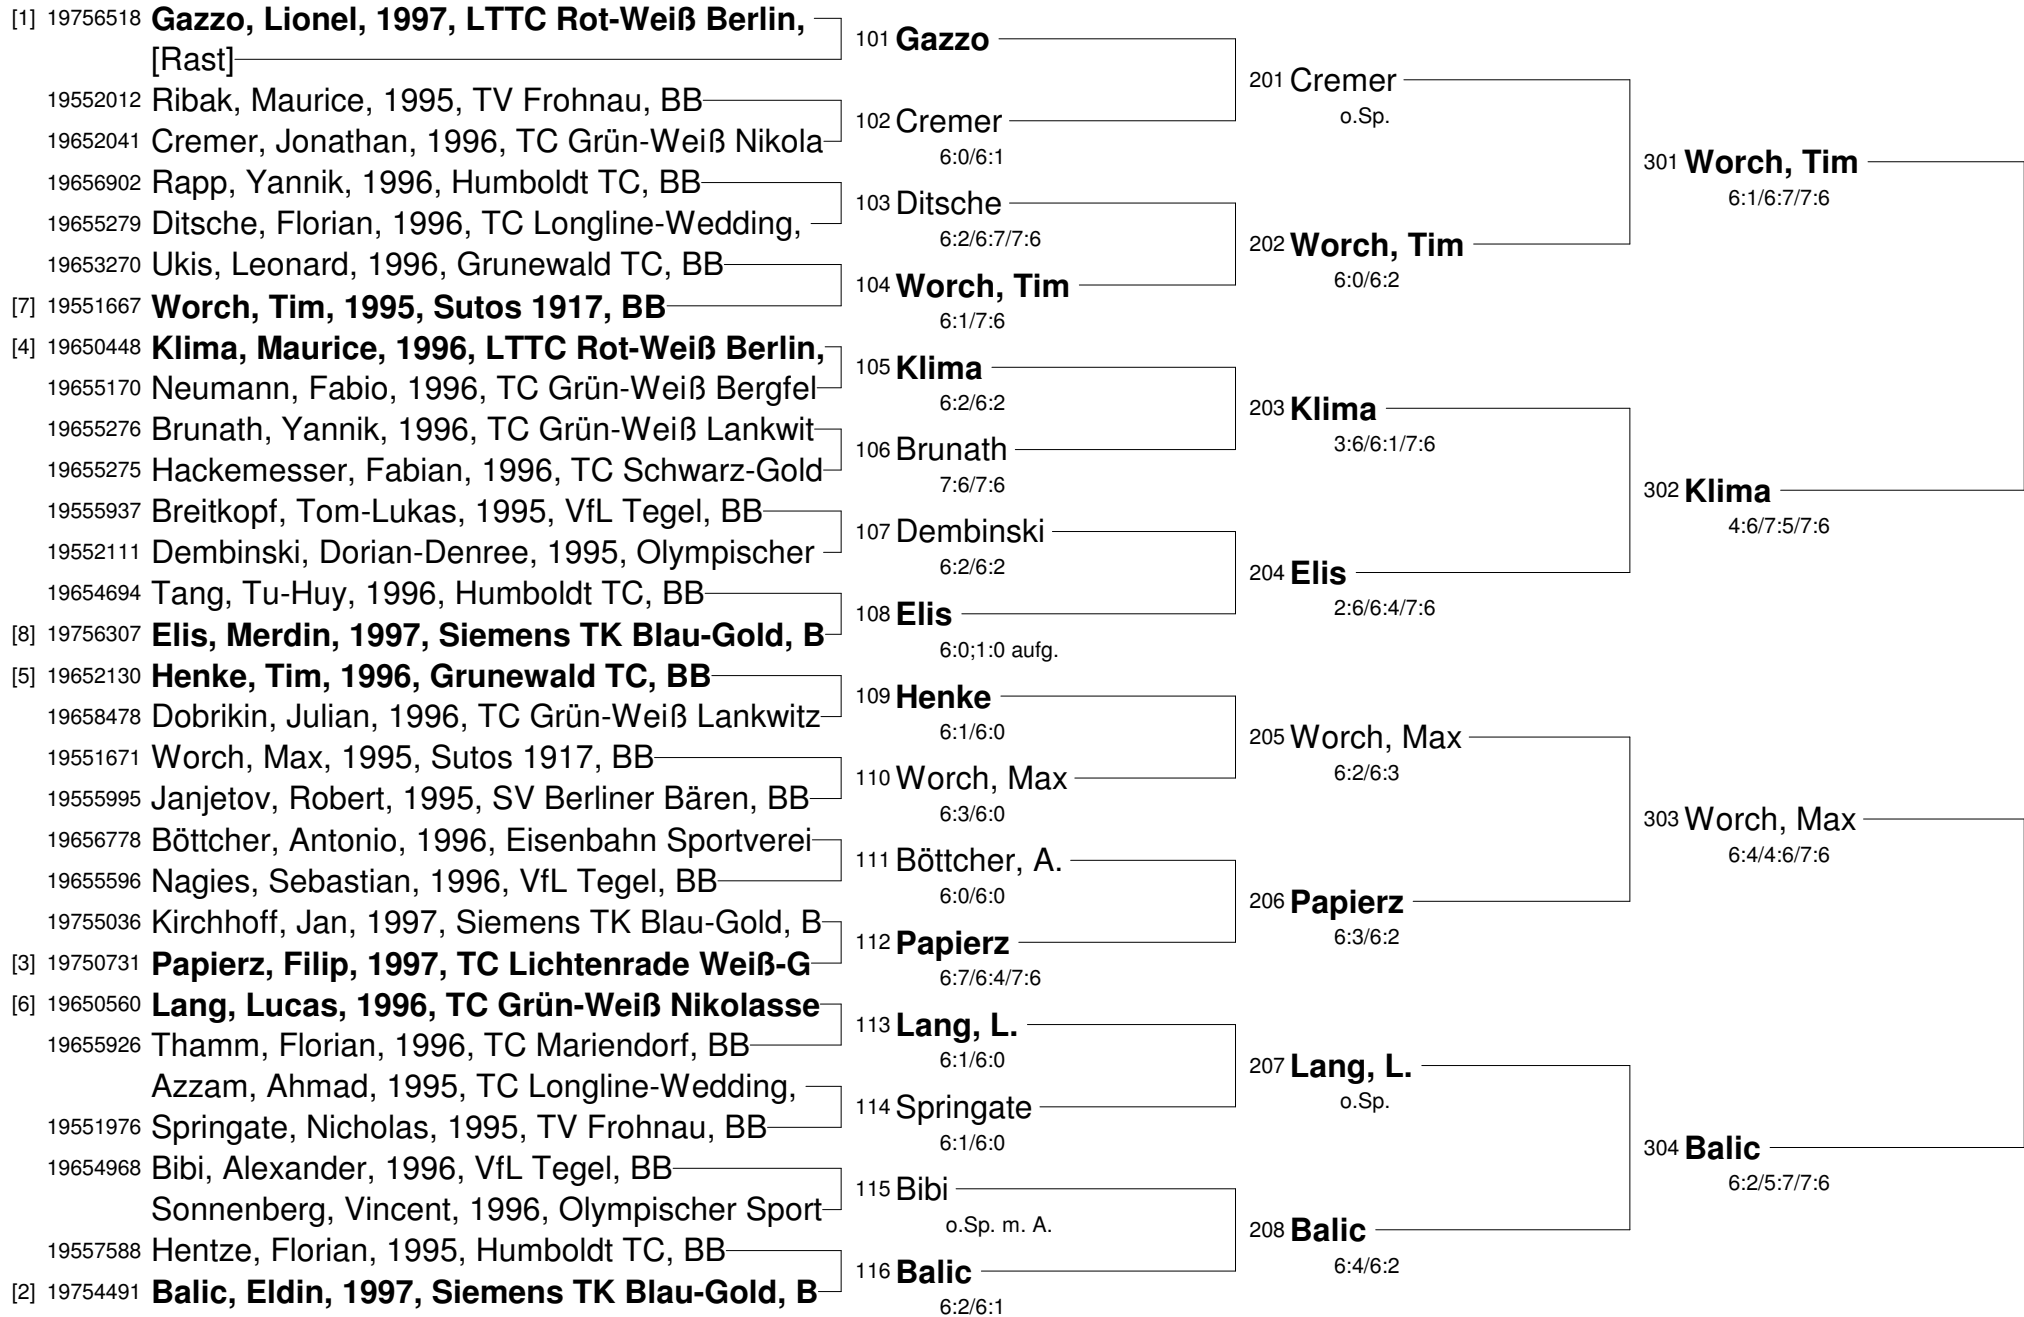 [1] 19756518 Gazzo, Lionel, 1997, LTTC Rot-Weiß Berlin,
[Rast]
19552012 Ribak, Maurice, 1995, TV Frohnau, BB
19652041 Cremer, Jonathan, 1996, TC Grün-Weiß Nikola
19656902 Rapp, Yannik, 1996, Humboldt TC, BB
19655279 Ditsche, Florian, 1996, TC Longline-Wedding,
19653270 Ukis, Leonard, 1996, Grunewald TC, BB
[7] 19551667 Worch, Tim, 1995, Sutos 1917, BB
[4] 19650448 Klima, Maurice, 1996, LTTC Rot-Weiß Berlin,
19655170 Neumann, Fabio, 1996, TC Grün-Weiß Bergfel
19655276 Brunath, Yannik, 1996, TC Grün-Weiß Lankwit
19655275 Hackemesser, Fabian, 1996, TC Schwarz-Gold
19555937 Breitkopf, Tom-Lukas, 1995, VfL Tegel, BB
19552111 Dembinski, Dorian-Denree, 1995, Olympischer
19654694 Tang, Tu-Huy, 1996, Humboldt TC, BB
[8] 19756307 Elis, Merdin, 1997, Siemens TK Blau-Gold, B
[5] 19652130 Henke, Tim, 1996, Grunewald TC, BB
19658478 Dobrikin, Julian, 1996, TC Grün-Weiß Lankwitz
19551671 Worch, Max, 1995, Sutos 1917, BB
19555995 Janjetov, Robert, 1995, SV Berliner Bären, BB
19656778 Böttcher, Antonio, 1996, Eisenbahn Sportverei
19655596 Nagies, Sebastian, 1996, VfL Tegel, BB
19755036 Kirchhoff, Jan, 1997, Siemens TK Blau-Gold, B
[3] 19750731 Papierz, Filip, 1997, TC Lichtenrade Weiß-G
[6] 19650560 Lang, Lucas, 1996, TC Grün-Weiß Nikolasse
19655926 Thamm, Florian, 1996, TC Mariendorf, BB
Azzam, Ahmad, 1995, TC Longline-Wedding,
19551976 Springate, Nicholas, 1995, TV Frohnau, BB
19654968 Bibi, Alexander, 1996, VfL Tegel, BB
Sonnenberg, Vincent, 1996, Olympischer Sport
19557588 Hentze, Florian, 1995, Humboldt TC, BB
[2] 19754491 Balic, Eldin, 1997, Siemens TK Blau-Gold, B
101 Gazzo
102 Cremer
6:0/6:1
103 Ditsche
6:2/6:7/7:6
104 Worch, Tim
6:1/7:6
105 Klima
6:2/6:2
106 Brunath
7:6/7:6
107 Dembinski
6:2/6:2
108 Elis
6:0;1:0 aufg.
109 Henke
6:1/6:0
110 Worch, Max
6:3/6:0
111 Böttcher, A.
6:0/6:0
112 Papierz
6:7/6:4/7:6
113 Lang, L.
6:1/6:0
114 Springate
6:1/6:0
115 Bibi
o.Sp. m. A.
116 Balic
6:2/6:1
201 Cremer
o.Sp.
202 Worch, Tim
6:0/6:2
203 Klima
3:6/6:1/7:6
204 Elis
2:6/6:4/7:6
205 Worch, Max
6:2/6:3
206 Papierz
6:3/6:2
207 Lang, L.
o.Sp.
208 Balic
6:4/6:2
301 Worch, Tim
6:1/6:7/7:6
302 Klima
4:6/7:5/7:6
303 Worch, Max
6:4/4:6/7:6
304 Balic
6:2/5:7/7:6